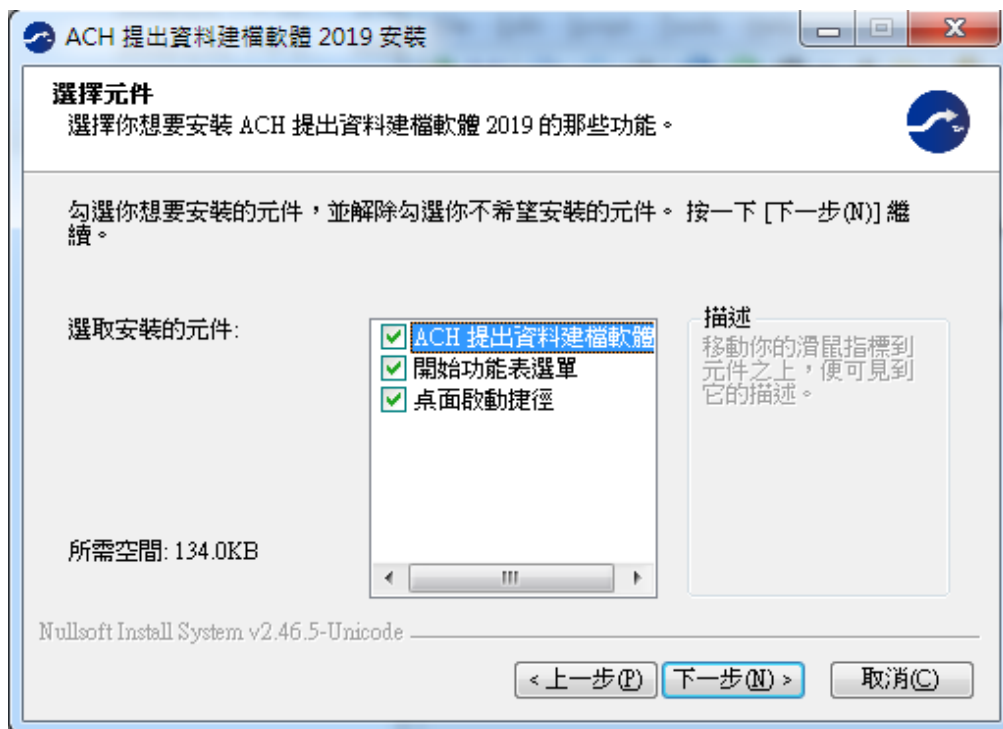 ACH 提出資料建檔軟體 2019 安裝
選擇元件
選擇你想要安裝 ACH 提出資料建檔軟體 2019 的那些功能。
勾選你想要安裝的元件，並解除勾選你不希望安裝的元件。 按一下 [下一步(N)] 繼
續。
選取安裝的元件:
ACH 提出資料建檔軟體
開始功能表選單
桌面啟動捷徑
描述
移動你的滑鼠指標到
元件之上，便可見到
它的描述。
所需空間: 134.0KB
Nullsoft Install System v2.46.5-Unicode
<上一步(P) 下一步(N) > 取消(C)